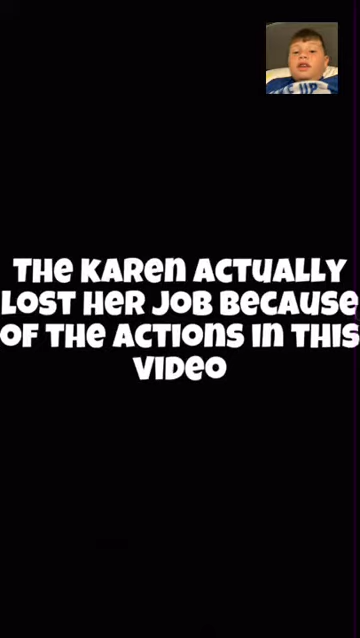 THE KAREN ACTUALLY
LOST HER JOB BECAUSE
OF THE ACTIONS IN THIS
VIDEO